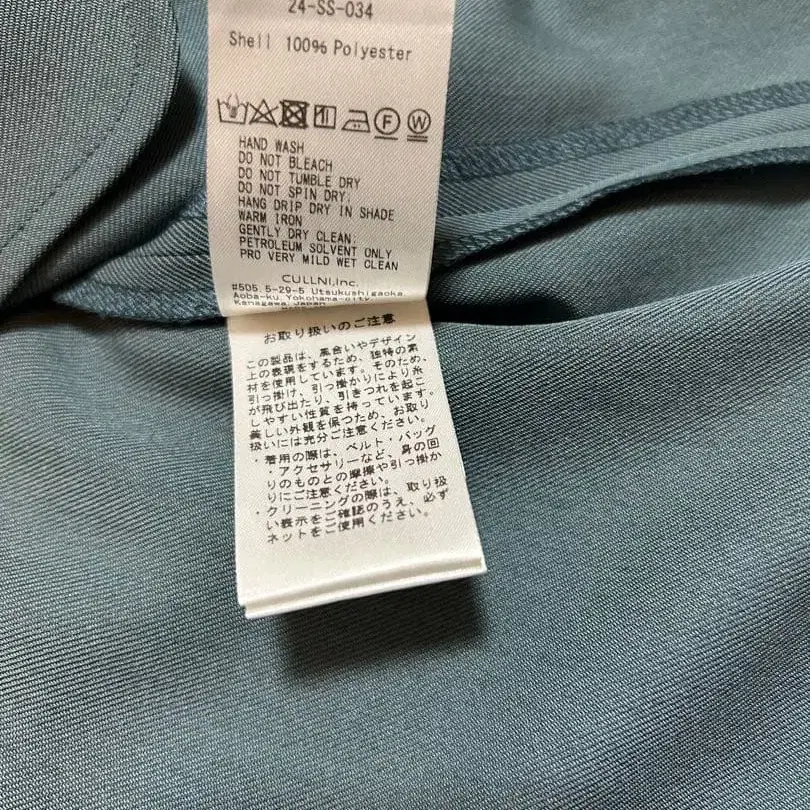 24-SS-034
Shell 100% Polyester
F W
HAND WASH
DO NOT BLEACH
DO NOT TUMBLE DRY
DO NOT SPIN DRY:
HANG DRIP DRY IN SHADE
WARM IRON
GENTLY DRY CLEAN:
PETROLEUM SOLVENT ONLY
PRO VERY MILD WET CLEAN
CULLNI,Inc.
#505,5-29-5 Utsukushigaoka
Aoba-ku,Yokohama-city,
Kanagawa,Japan
お取り扱いのご注意
この製品は、風合いやデザイン
上の表現をするため、独特の素
材を使用しています。そのため、
引っ掛け、引っ掛かりにより糸
が飛び出たり、引きつれを起こ
しやすい性質を持っています。
美しい外観を保つため、お取り
扱いには充分ご注意ください。
・着用の際は、ベルト・バッグ
・アクセサリーなど、身の回
りのものとの摩擦や引っ掛か
りにご注意ください。
・クリーニングの際は、取り扱
い表示をご確認のうえ、必ず
ネットをご使用ください。